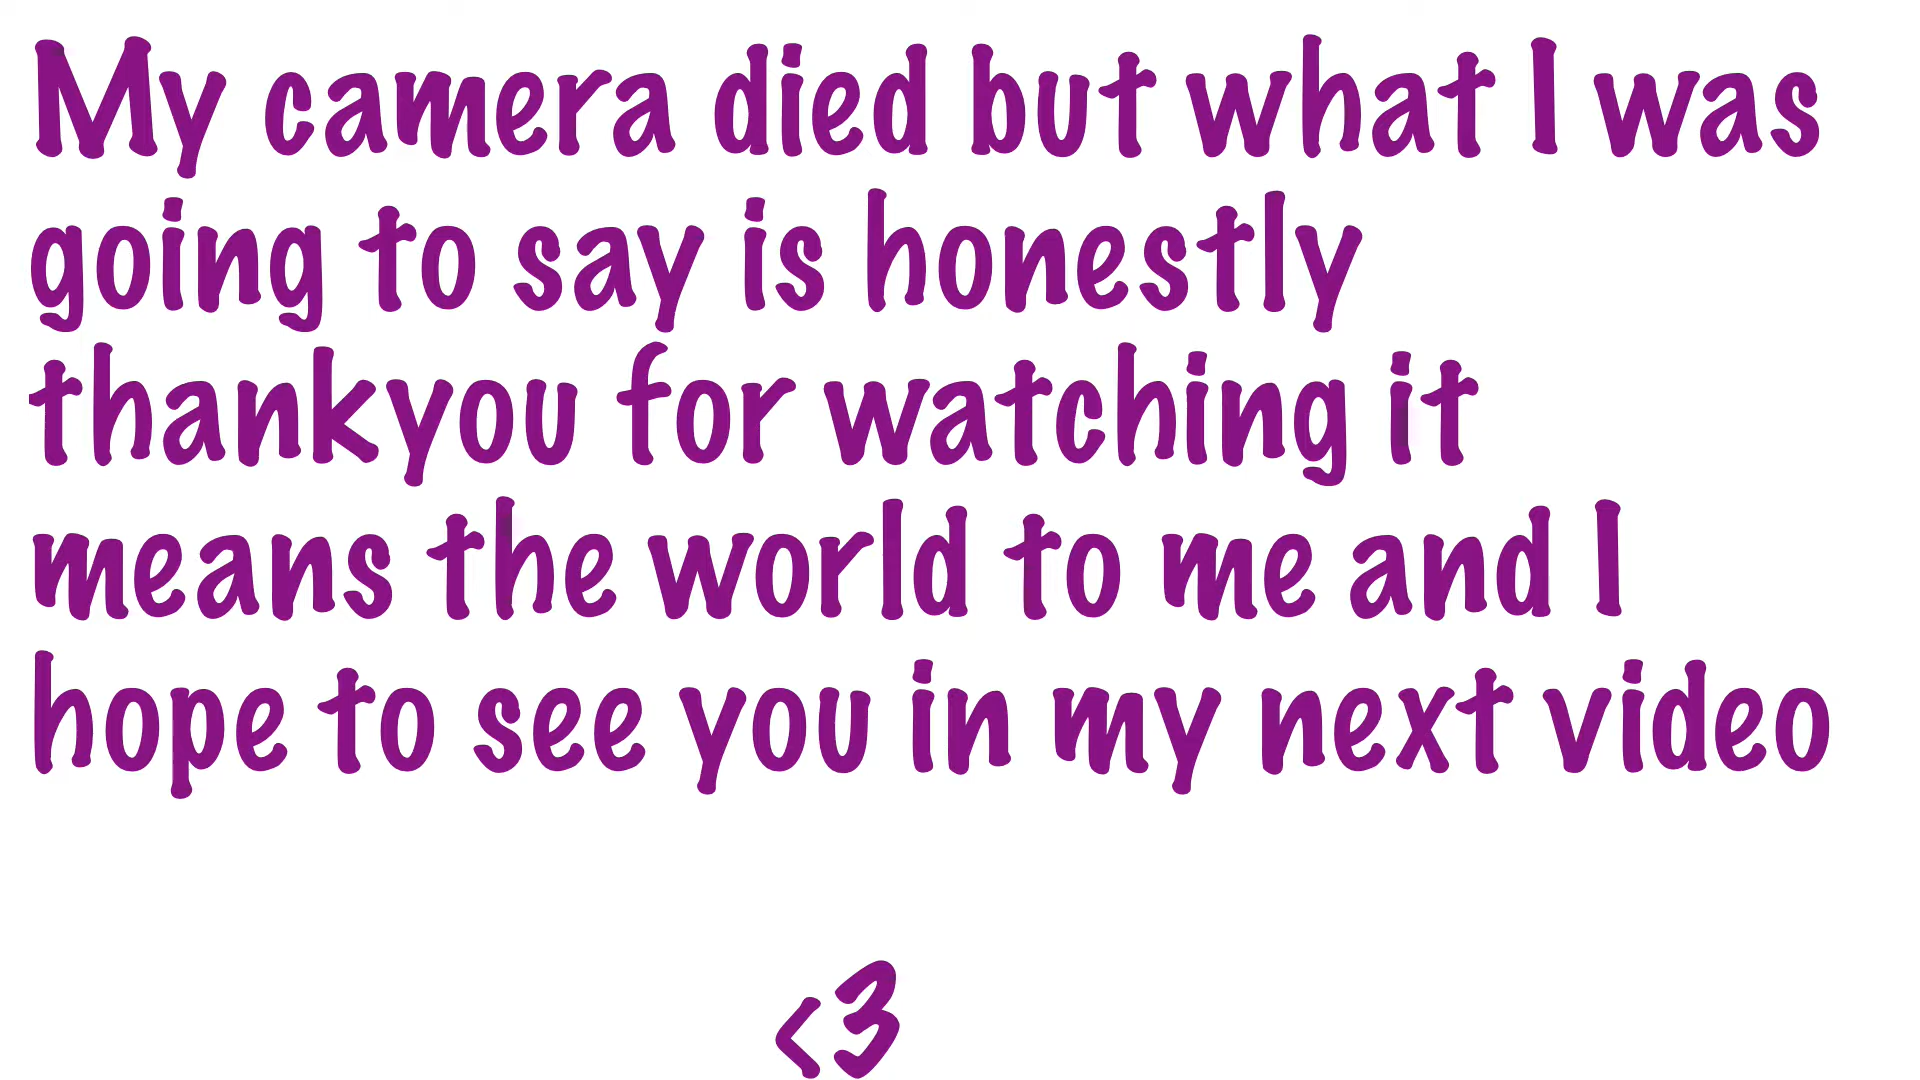 My camera died but what I was
going to say is honestly
thankyou for watching it
means the world to me and I
hope to see you in my next video
<3